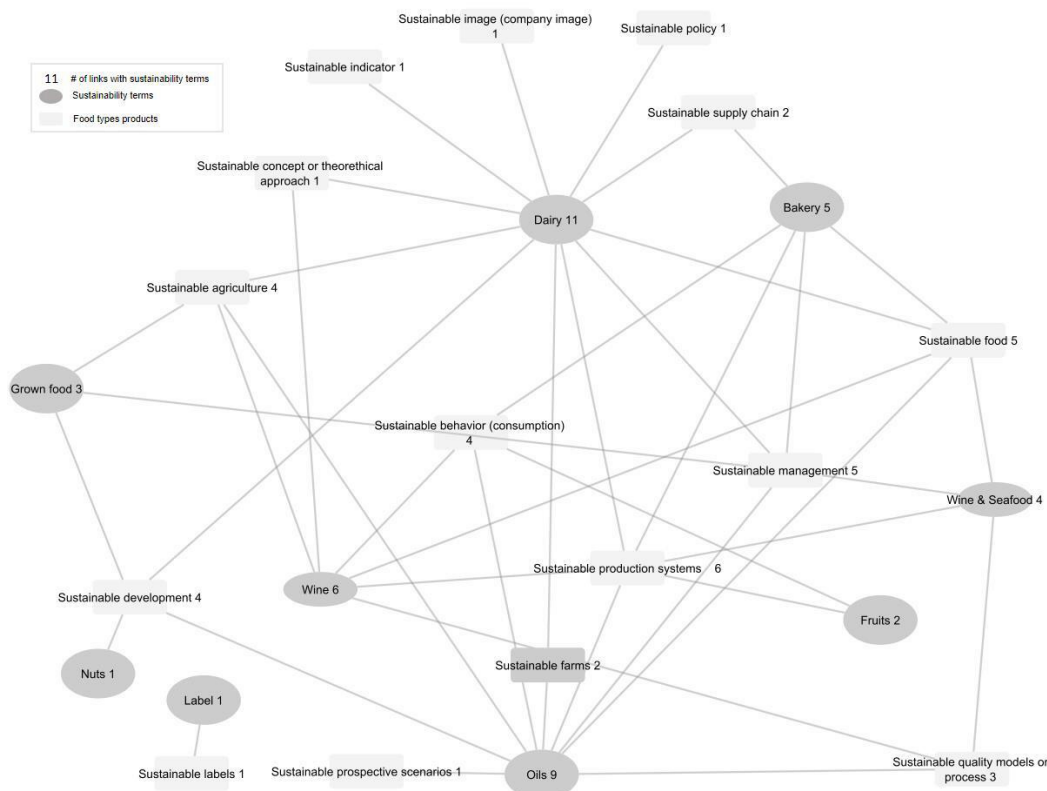 Sustainable image (company image)
1
Sustainable policy 1
Sustainable indicator 1
11 # of links with sustainability terms
Sustainability terms
Food types products
Sustainable supply chain 2
Sustainable concept or theorethical
approach 1
Dairy 11
Bakery 5
Sustainable agriculture 4
Sustainable food 5
Grown food 3
Sustainable behavior (consumption)
4
Sustainable management 5
Wine & Seafood 4
Sustainable production systems 6
Wine 6
Sustainable development 4
Fruits 2
Sustainable farms 2
Nuts 1
Label 1
Sustainable quality models or
process 3
Sustainable labels 1
Sustainable prospective scenarios 1
Oils 9